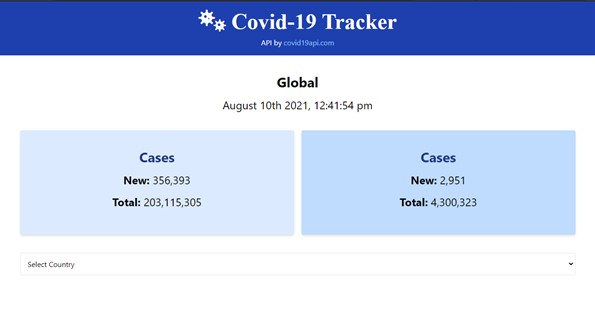 Covid-19 Tracker
API by covid19api.com
Global
August 10th 2021, 12:41:54 pm
Cases
New: 356,393
Total: 203,115,305
Cases
New: 2,951
Total: 4,300,323
Select Country